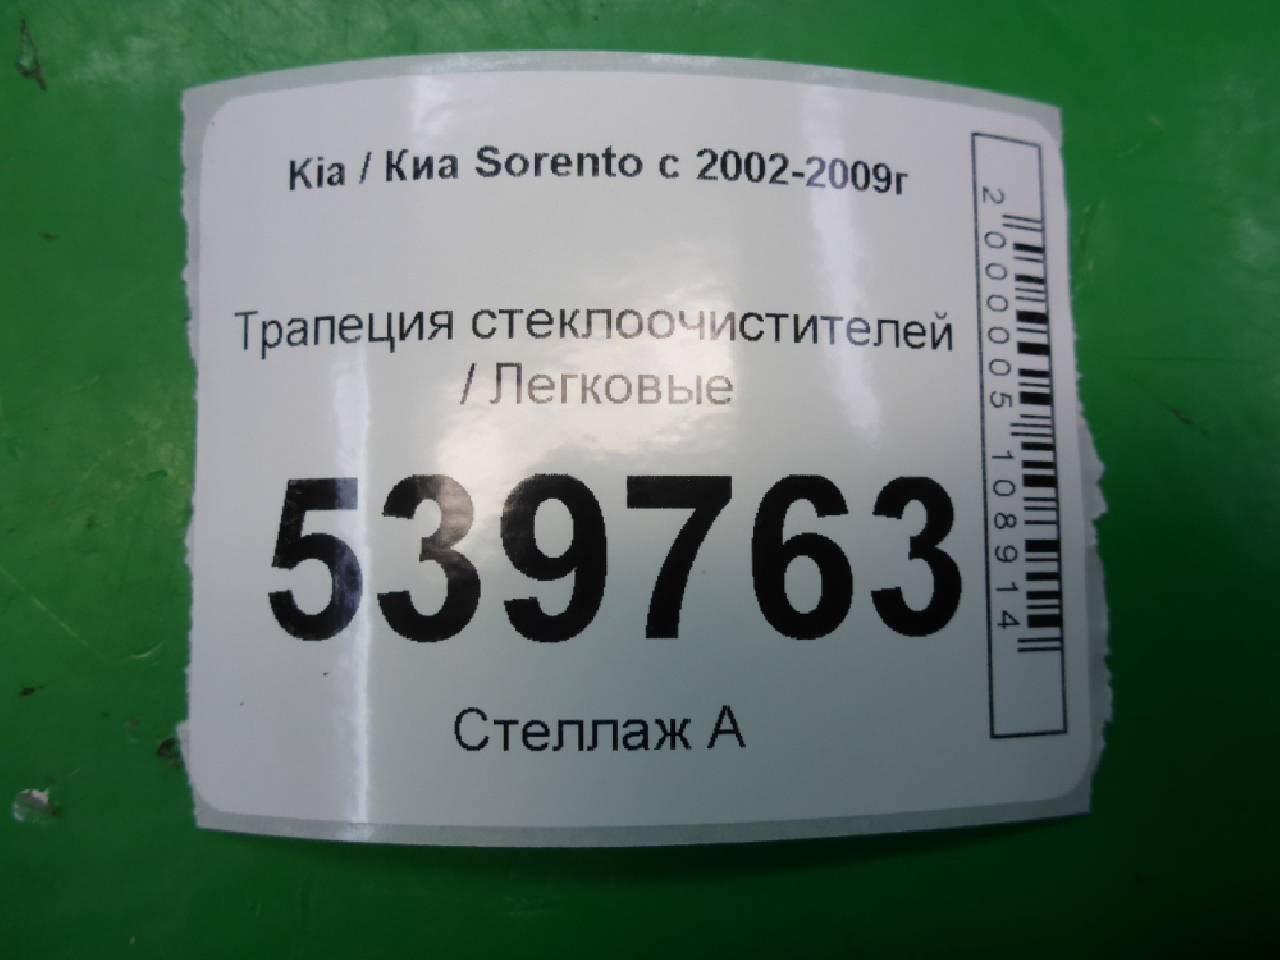 Kia / Киа Sorento с 2002-2009г
Трапеция стеклоочистителей
/ Легковые
539763
Стеллаж А
2000005108914